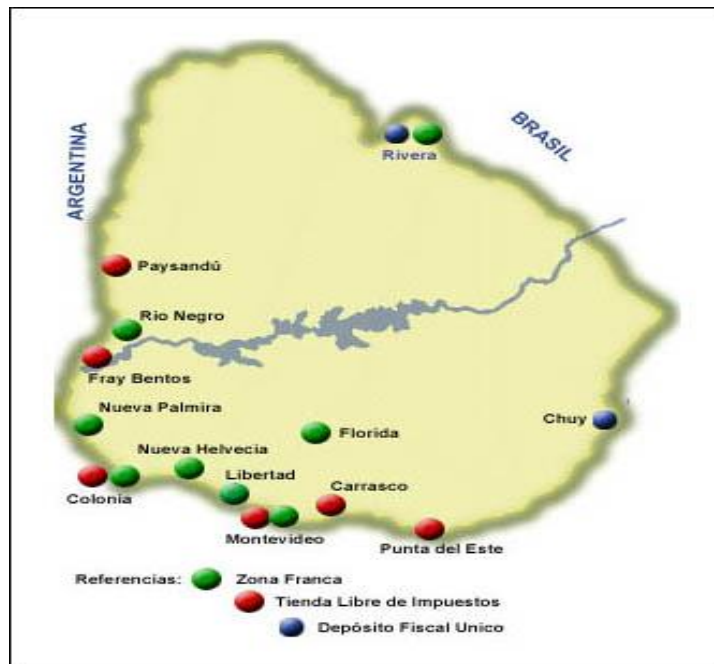 ARGENTINA
BRASIL
Rivera
Paysandú
Rio Negro
Fray Bentos
Nueva Palmira
Chuy
Florida
Nueva Helvecia
Libertad
Carrasco
Colonia
Montevideo
Punta del Este
Referencias: Zona Franca
Tienda Libre de Impuestos
Depósito Fiscal Unico